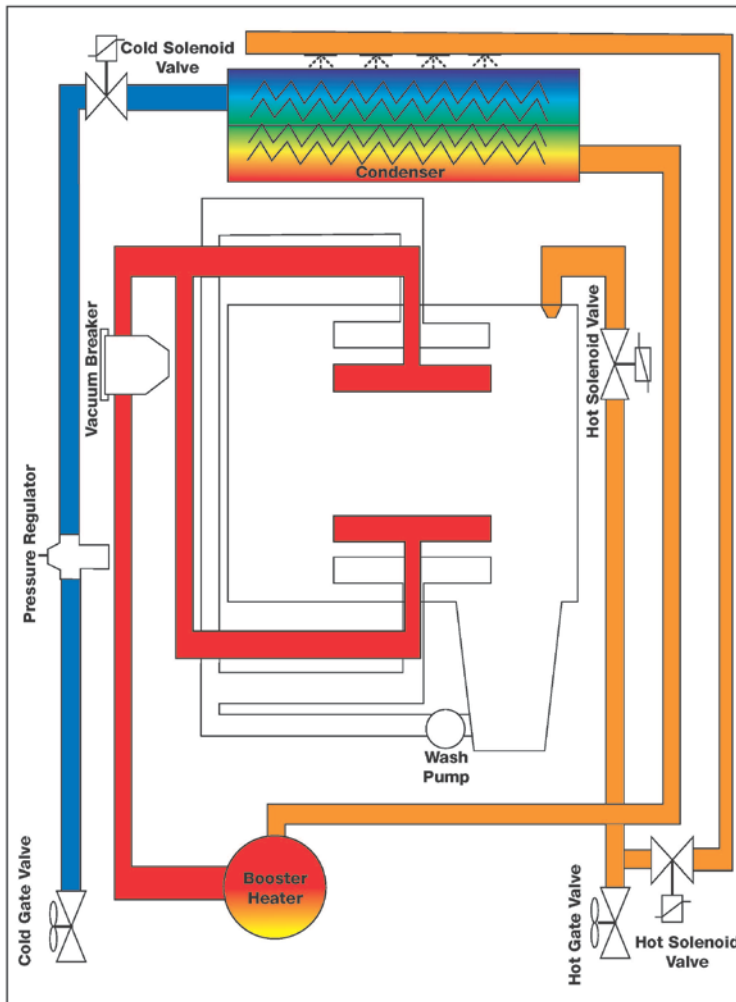 Cold Solenoid
Valve
Condenser
Vacuum Breaker
Hot Solenoid Valve
Pressure Regulator
Wash
Pump
Booster
Heater
Cold Gate Valve
Hot Gate Valve
Hot Solenoid
Valve